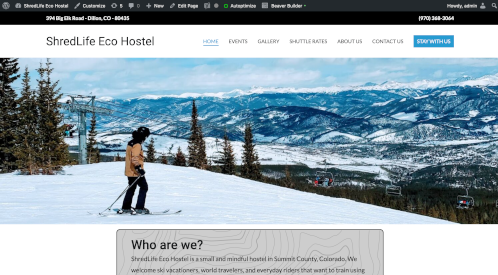 ShredLife Eco Hostel Customize 5 0 New Edit Page Autoptimize Beaver Builder Howdy, admin
394 Big Elk Road - Dillon, CO - 80435 (970) 368-3064
ShredLife Eco Hostel HOME EVENTS GALLERY SHUTTLE RATES ABOUT US CONTACT US STAY WITH US
Who are we?
ShredLife Eco Hostel is a small and mindful hostel in Summit County, Colorado. We
welcome ski vacationers, world travelers, and everyday riders that want to train using